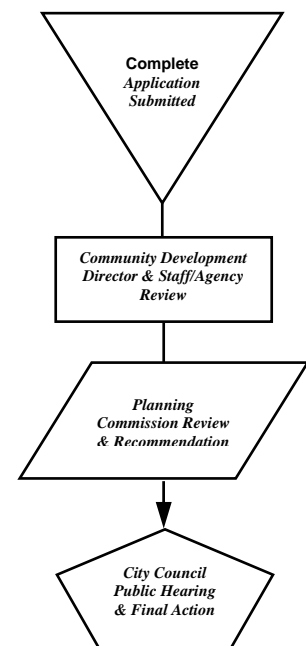 Complete
Application
Submitted
Community Development
Director & Staff/Agency
Review
Planning
Commission Review
& Recommendation
City Council
Public Hearing
& Final Action